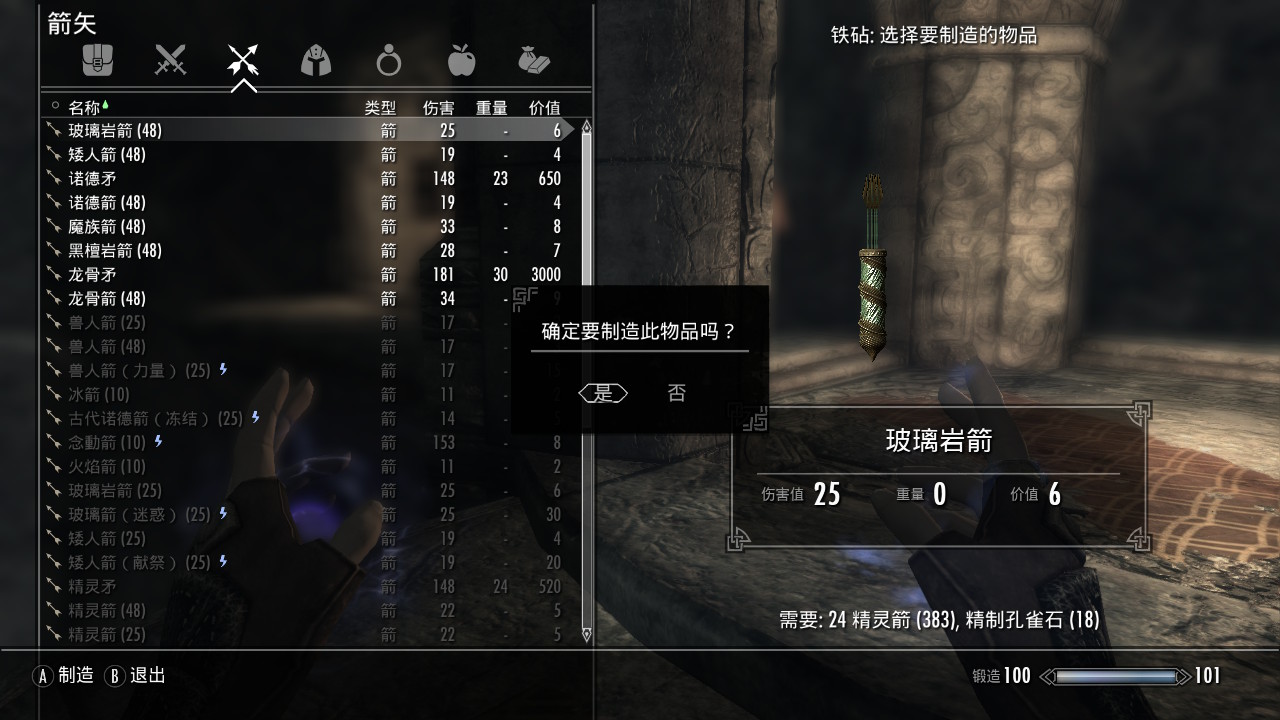 箭矢
铁砧: 选择要制造的物品
名称 类型 伤害 重量 价值
玻璃岩箭 (48) 箭 25 - 6
矮人箭 (48) 箭 19 - 4
诺德矛 箭 148 23 650
诺德箭 (48) 箭 19 - 4
魔族箭 (48) 箭 33 - 8
黑檀岩箭 (48) 箭 28 - 7
龙骨矛 箭 181 30 3000
龙骨箭 (48) 箭 34 - 9
兽人箭 (25) 箭 17 -
兽人箭 (48) 箭 17 -
兽人箭（力量）(25) 箭 17 -
冰箭 (10) 箭 11 -
古代诺德箭（冻结）(25) 箭 14 -
念動箭 (10) 箭 153 - 8
火焰箭 (10) 箭 11 - 2
玻璃岩箭 (25) 箭 25 - 6
玻璃箭（迷惑）(25) 箭 25 - 30
矮人箭 (25) 箭 19 - 4
矮人箭（献祭）(25) 箭 19 - 20
精灵矛 箭 148 24 520
精灵箭 (48) 箭 22 - 5
精灵箭 (25) 箭 22 - 5
确定要制造此物品吗？
是 否
玻璃岩箭
伤害值 25 重量 0 价值 6
需要: 24 精灵箭 (383), 精制孔雀石 (18)
A 制造 B 退出
锻造 100 101